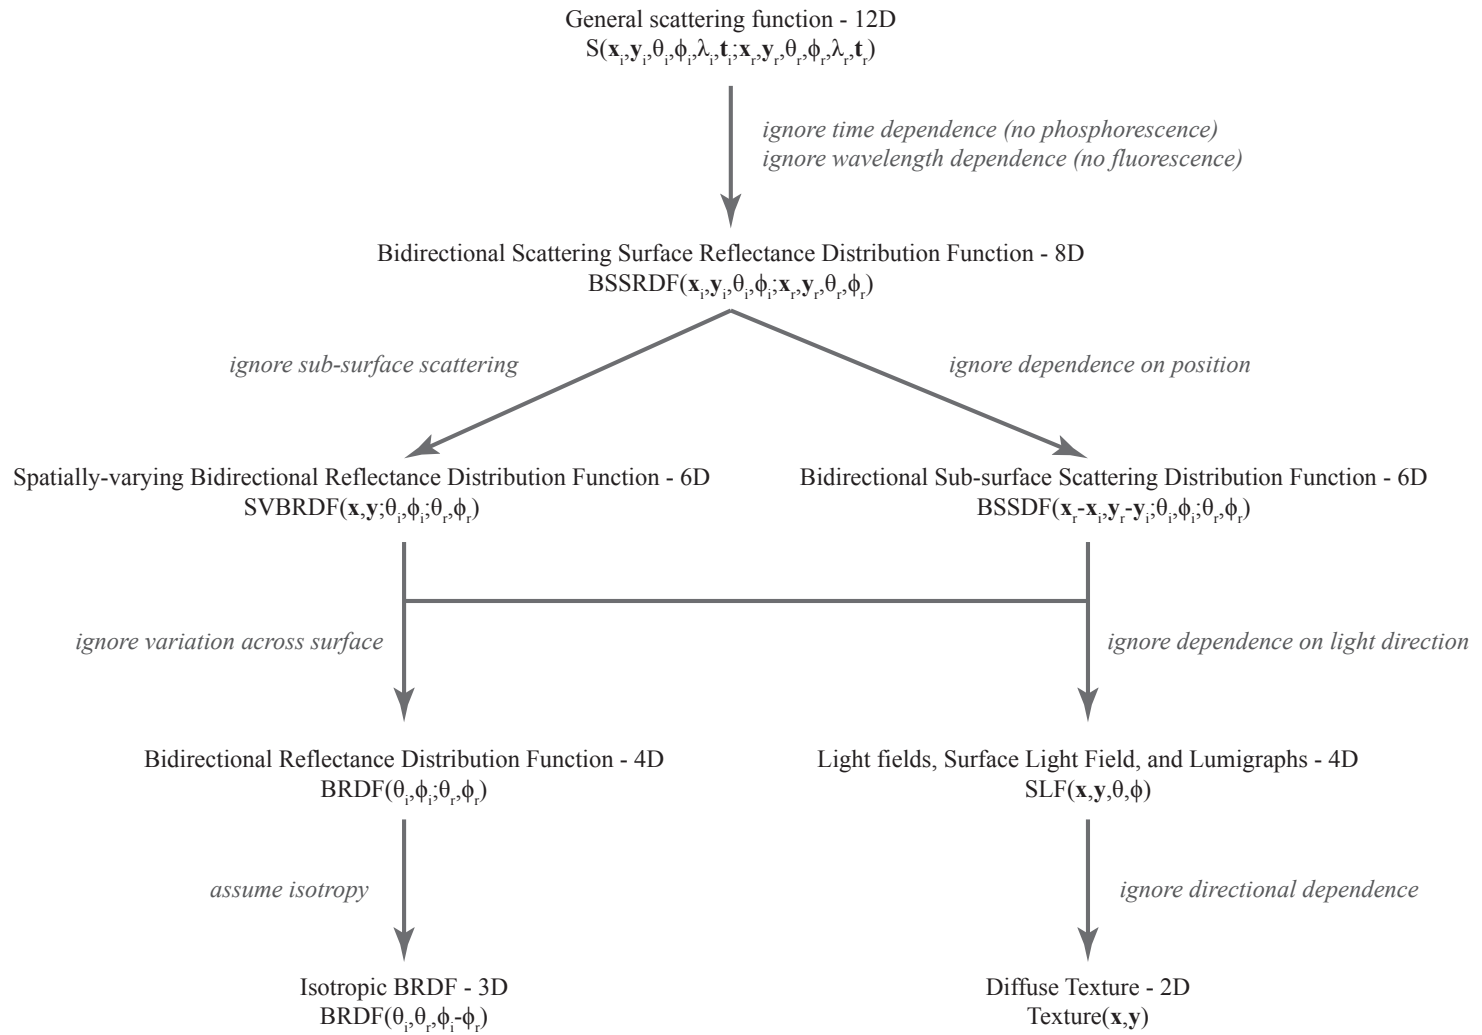 General scattering function - 12D
S(xᵢ,yᵢ,θᵢ,ϕᵢ,λᵢ,tᵢ;xᵣ,yᵣ,θᵣ,ϕᵣ,λᵣ,tᵣ)
ignore time dependence (no phosphorescence)
ignore wavelength dependence (no fluorescence)
Bidirectional Scattering Surface Reflectance Distribution Function - 8D
BSSRDF(xᵢ,yᵢ,θᵢ,ϕᵢ;xᵣ,yᵣ,θᵣ,ϕᵣ)
ignore sub-surface scattering
ignore dependence on position
Spatially-varying Bidirectional Reflectance Distribution Function - 6D
SVBRDF(x,y;θᵢ,ϕᵢ;θᵣ,ϕᵣ)
Bidirectional Sub-surface Scattering Distribution Function - 6D
BSSDF(xᵣ-xᵢ,yᵣ-yᵢ;θᵢ,ϕᵢ;θᵣ,ϕᵣ)
ignore variation across surface
ignore dependence on light direction
Bidirectional Reflectance Distribution Function - 4D
BRDF(θᵢ,ϕᵢ;θᵣ,ϕᵣ)
Light fields, Surface Light Field, and Lumigraphs - 4D
SLF(x,y,θ,ϕ)
assume isotropy
ignore directional dependence
Isotropic BRDF - 3D
BRDF(θᵢ,θᵣ,ϕᵢ-ϕᵣ)
Diffuse Texture - 2D
Texture(x,y)